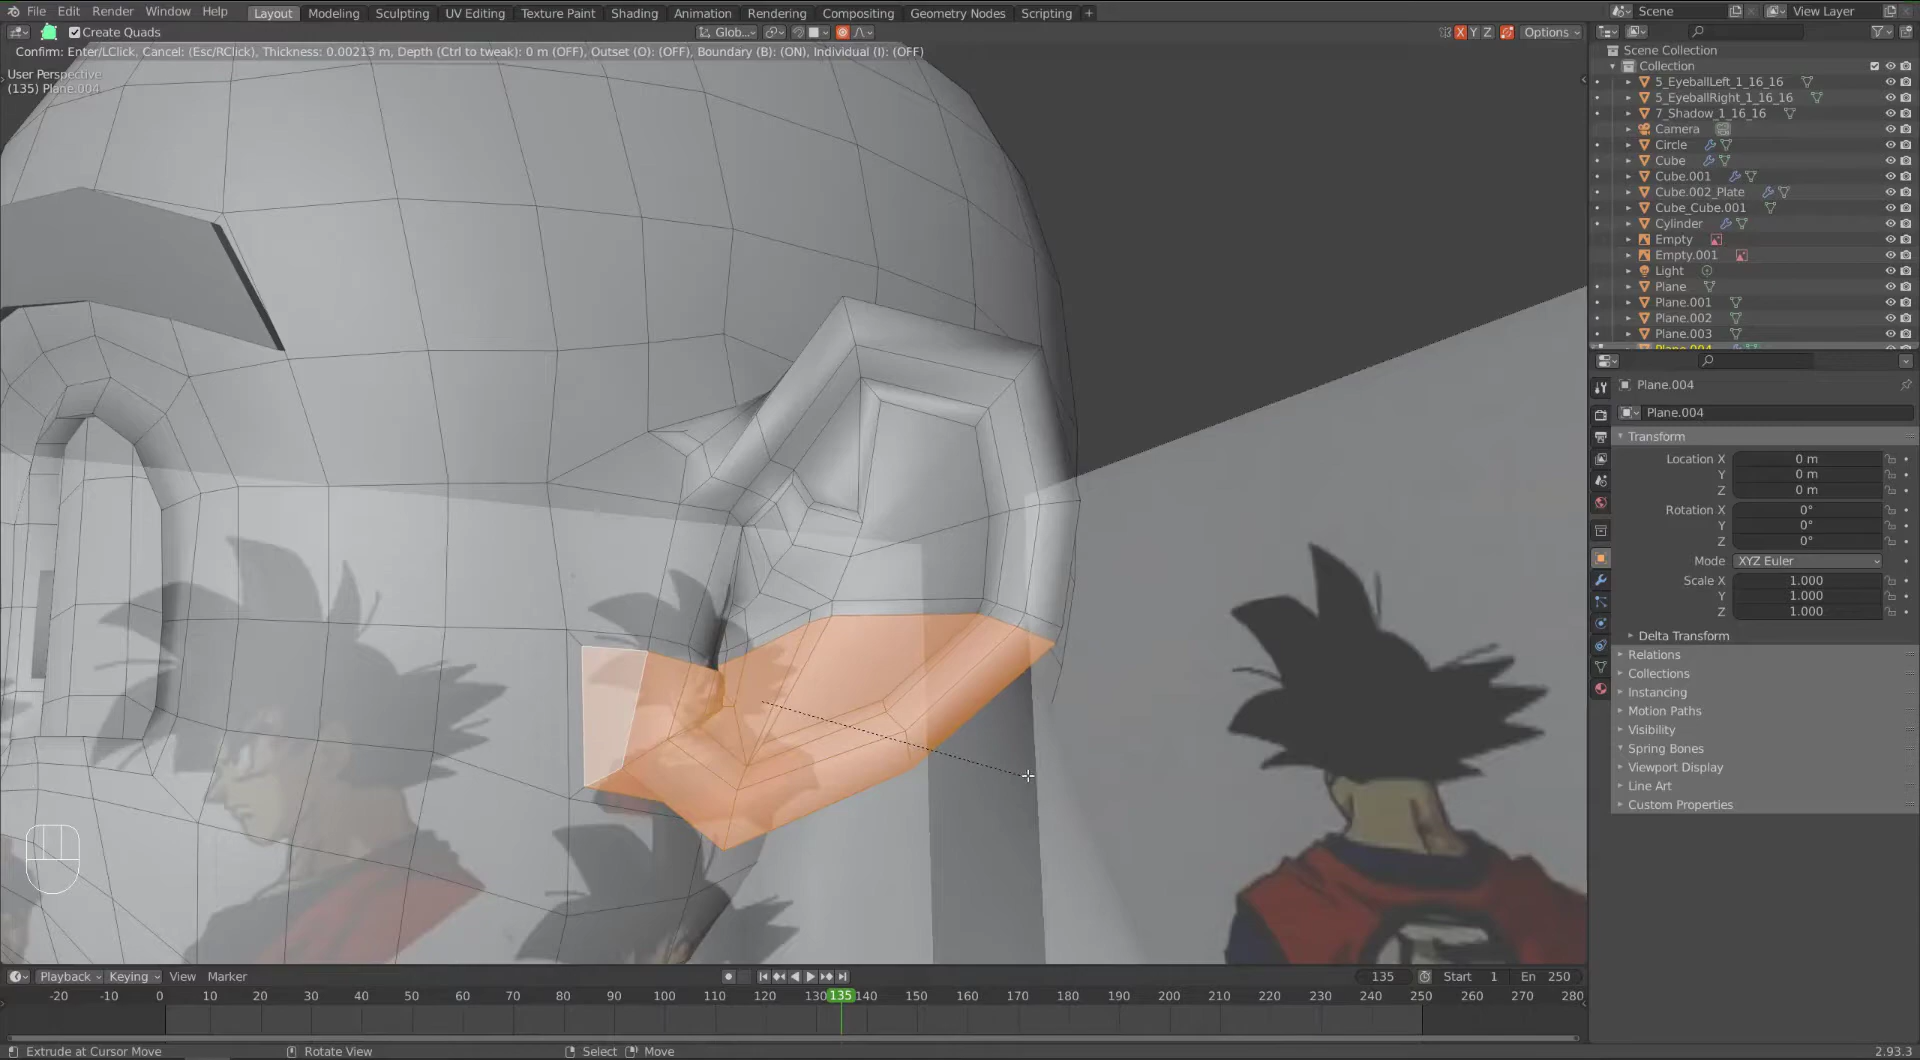 File Edit Render Window Help Layout Modeling Sculpting UV Editing Texture Paint Shading Animation Rendering Compositing Geometry Nodes Scripting + Scene View Layer
Create Quads Glob... X Y Z Options
Confirm: Enter/LClick, Cancel: (Esc/RClick), Thickness: 0.00213 m, Depth (Ctrl to tweak): 0 m (OFF), Outset (O): (OFF), Boundary (B): (ON), Individual (I): (OFF)
User Perspective
(135) Plane.004
Scene Collection
Collection
5_EyeballLeft_1_16_16
5_EyeballRight_1_16_16
7_Shadow_1_16_16
Camera
Circle
Cube
Cube.001
Cube.002_Plate
Cube_Cube.001
Cylinder
Empty
Empty.001
Light
Plane
Plane.001
Plane.002
Plane.003
Plane.004
Plane.004
Plane.004
Transform
Location X 0 m
Y 0 m
Z 0 m
Rotation X 0°
Y 0°
Z 0°
Mode XYZ Euler
Scale X 1.000
Y 1.000
Z 1.000
Delta Transform
Relations
Collections
Instancing
Motion Paths
Visibility
Spring Bones
Viewport Display
Line Art
Custom Properties
Playback Keying View Marker 135 Start 1 En 250
-20 -10 0 10 20 30 40 50 60 70 80 90 100 110 120 130 135 140 150 160 170 180 190 200 210 220 230 240 250 260 270 280
Extrude at Cursor Move Rotate View Select Move 2.93.3